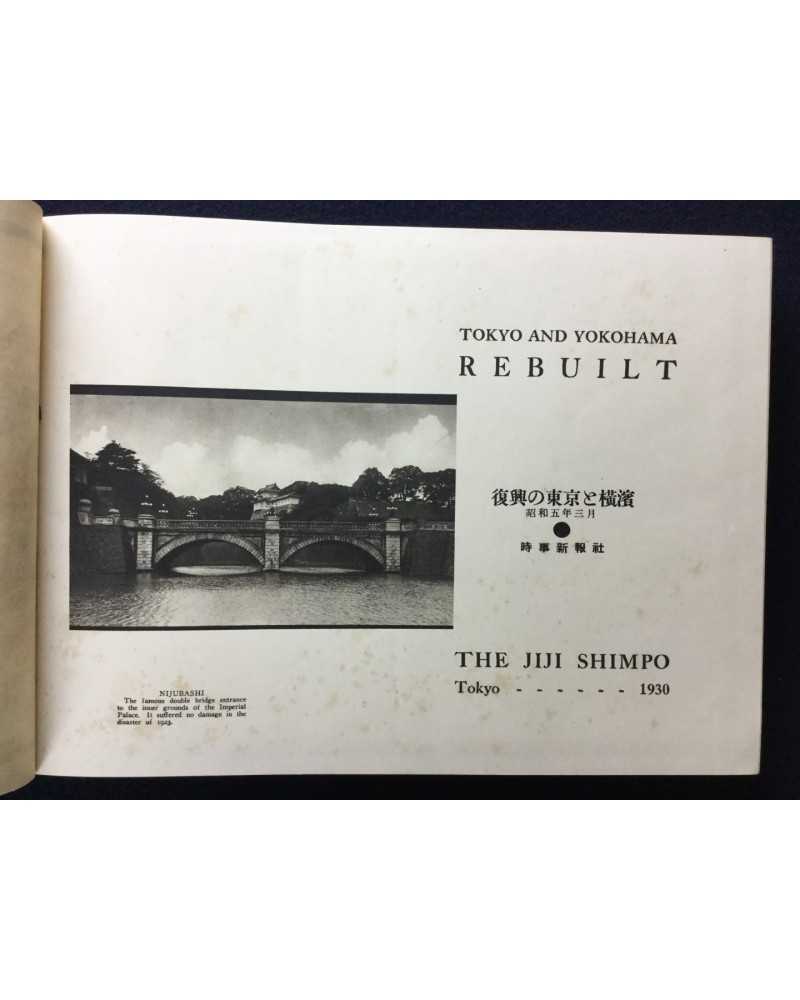 TOKYO AND YOKOHAMA
REBUILT
復興の東京と橫濱
昭和五年三月
時事新報社
THE JIJI SHIMPO
Tokyo - - - - - - 1930
NIJUBASHI
The famous double bridge entrance
to the inner grounds of the Imperial
Palace. It suffered no damage in the
disaster of 1923.